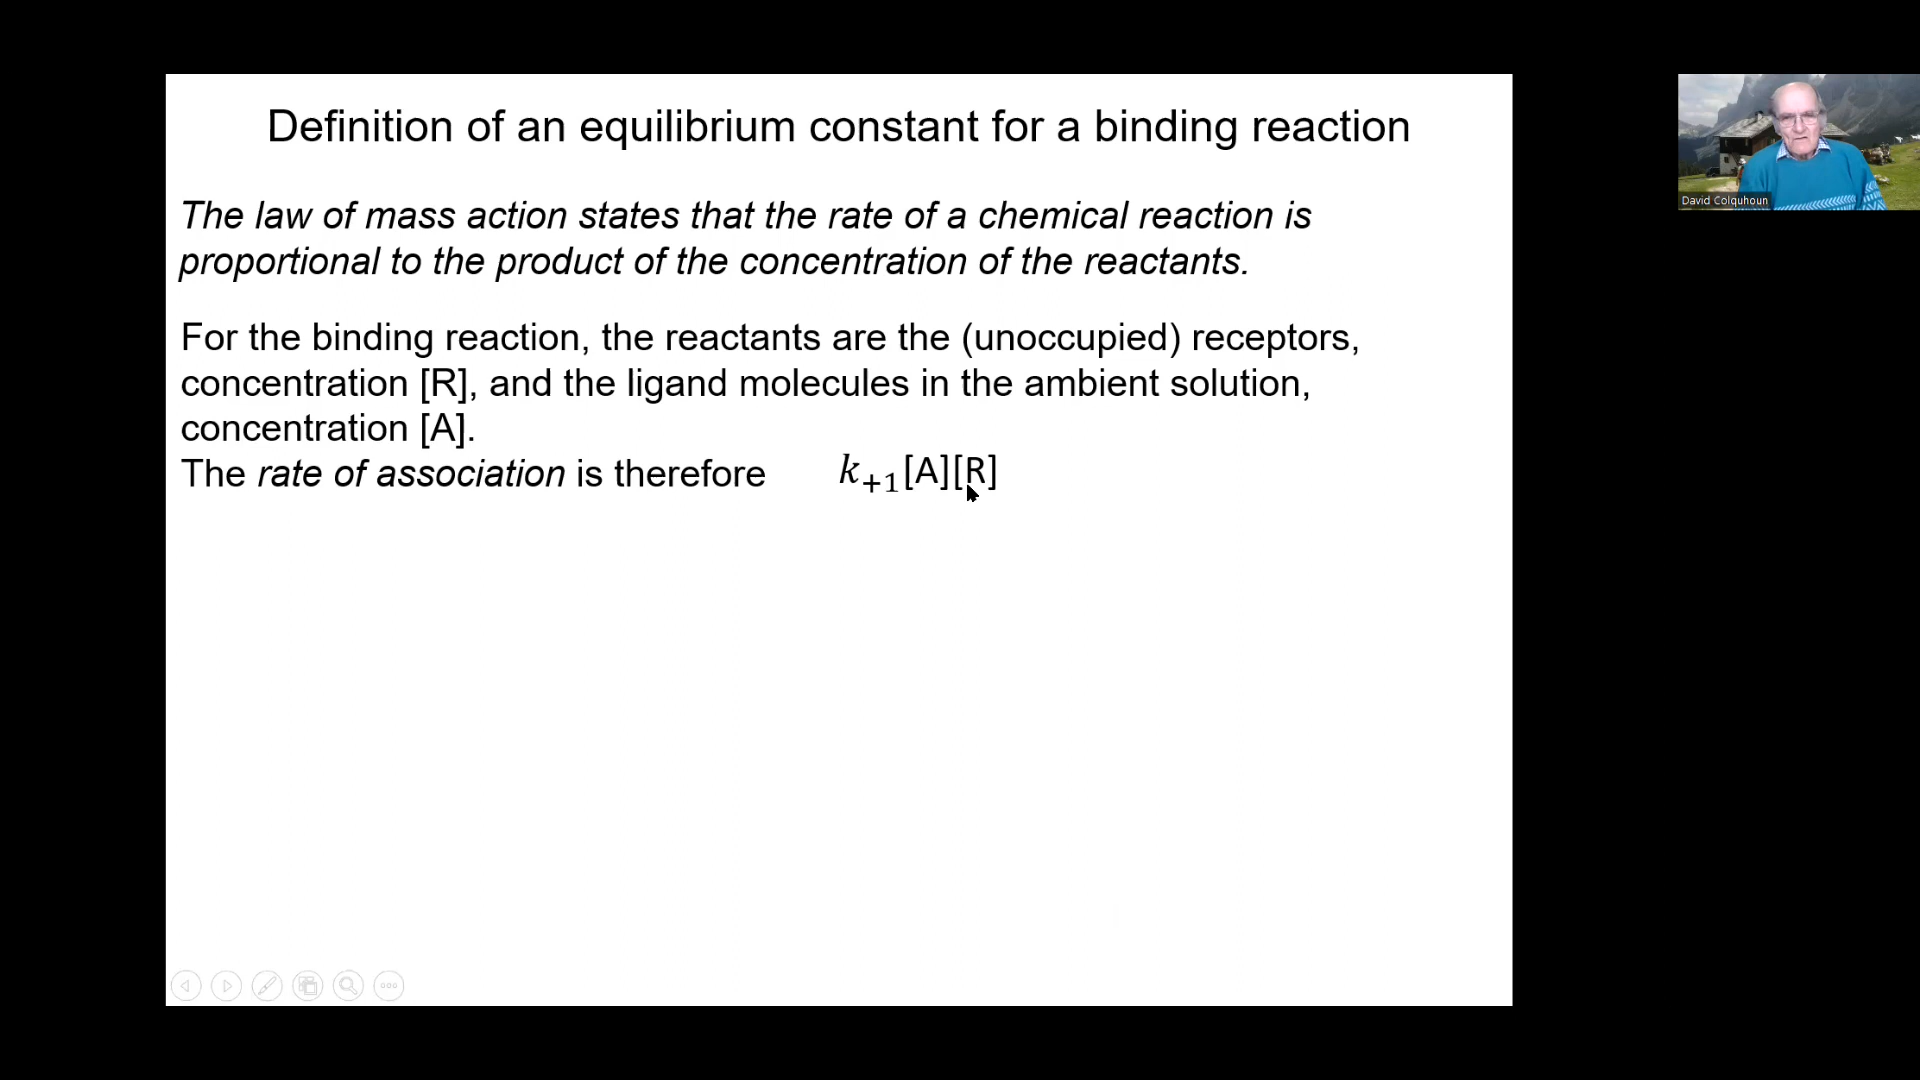 Definition of an equilibrium constant for a binding reaction
The law of mass action states that the rate of a chemical reaction is
proportional to the product of the concentration of the reactants.
For the binding reaction, the reactants are the (unoccupied) receptors,
concentration [R], and the ligand molecules in the ambient solution,
concentration [A].
The rate of association is therefore k₊₁[A][R]
David Colquhoun